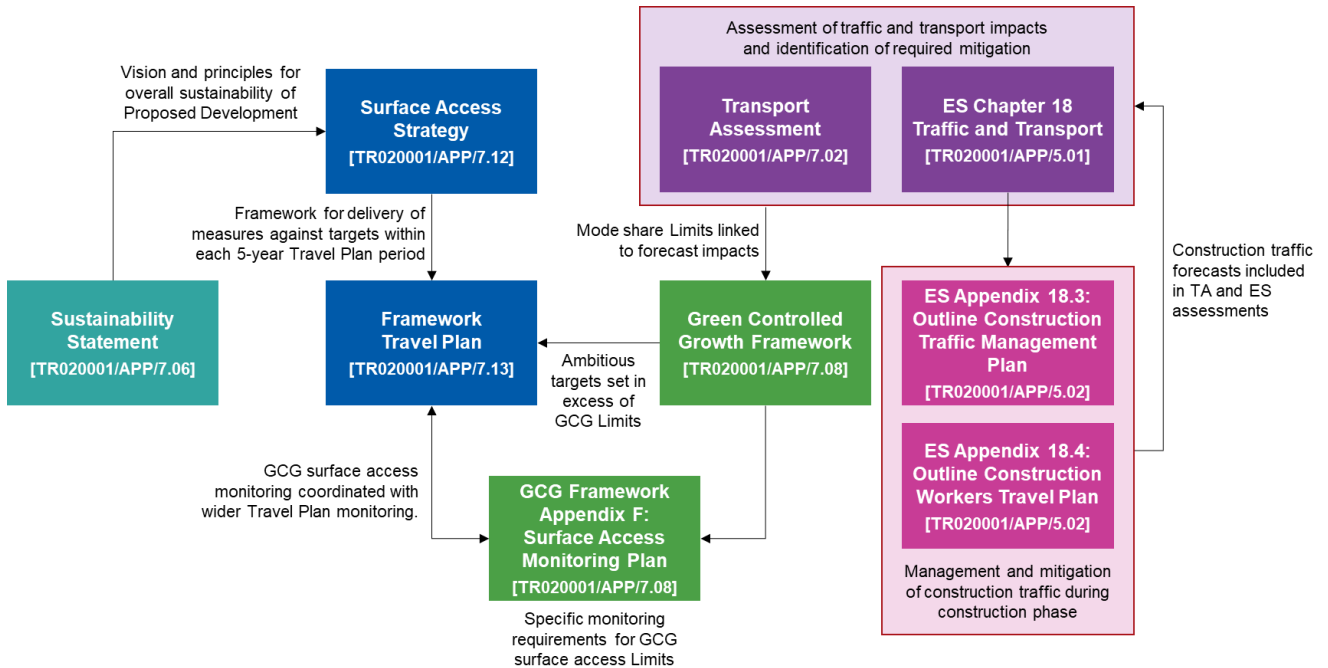 Assessment of traffic and transport impacts
and identification of required mitigation
Vision and principles for
overall sustainability of
Proposed Development
Surface Access
Strategy
[TR020001/APP/7.12]
Transport
Assessment
[TR020001/APP/7.02]
ES Chapter 18
Traffic and Transport
[TR020001/APP/5.01]
Framework for delivery of
measures against targets within
each 5-year Travel Plan period
Mode share Limits linked
to forecast impacts
Construction traffic
forecasts included
in TA and ES
assessments
Sustainability
Statement
[TR020001/APP/7.06]
Framework
Travel Plan
[TR020001/APP/7.13]
Ambitious
targets set in
excess of
GCG Limits
Green Controlled
Growth Framework
[TR020001/APP/7.08]
ES Appendix 18.3:
Outline Construction
Traffic Management
Plan
[TR020001/APP/5.02]
ES Appendix 18.4:
Outline Construction
Workers Travel Plan
[TR020001/APP/5.02]
GCG surface access
monitoring coordinated with
wider Travel Plan monitoring.
GCG Framework
Appendix F:
Surface Access
Monitoring Plan
[TR020001/APP/7.08]
Specific monitoring
requirements for GCG
surface access Limits
Management and mitigation
of construction traffic during
construction phase